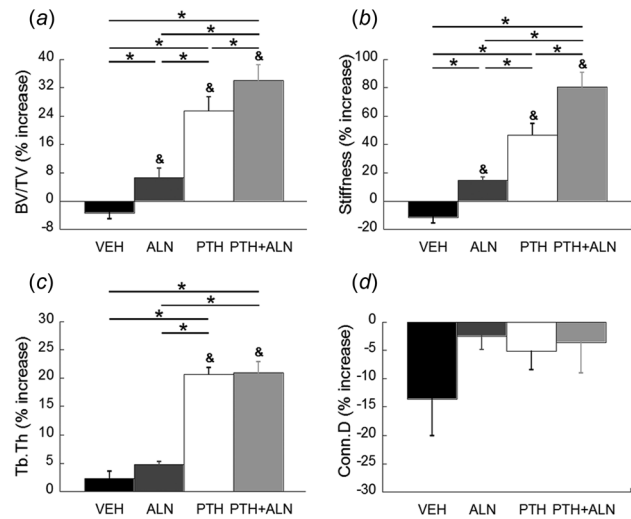 (a)
BV/TV (% increase)
40
32
24
16
8
0
-8
* * * * * *
& & &
VEH ALN PTH PTH+ALN
(b)
Stiffness (% increase)
100
80
60
40
20
0
-20
* * * * * *
& & &
VEH ALN PTH PTH+ALN
(c)
Tb.Th (% increase)
30
25
20
15
10
5
0
* * * *
& &
VEH ALN PTH PTH+ALN
(d)
Conn.D (% increase)
0
-5
-10
-15
-20
-25
-30
VEH ALN PTH PTH+ALN